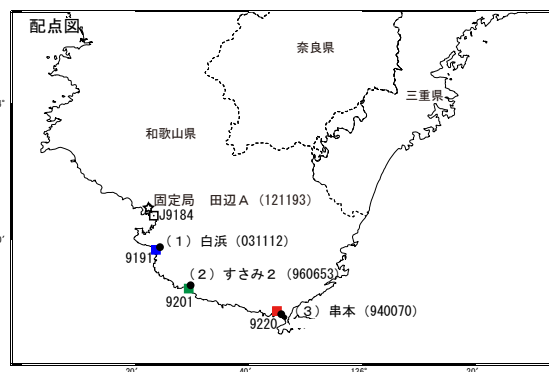 配点図
奈良県
三重県
和歌山県
固定局 田辺Ａ（121193）
J9184
（１）白浜（031112）
9191
（２）すさみ２（960653）
9201
（３）串本（940070）
9220